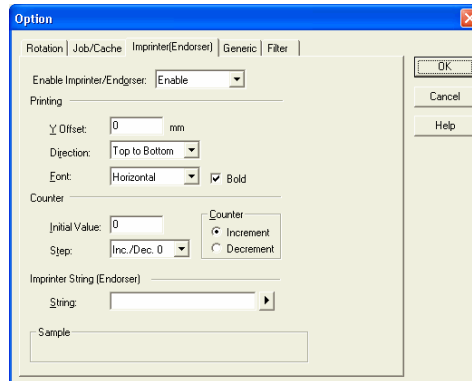 Option
Rotation Job/Cache Imprinter(Endorser) Generic Filter
OK
Enable Imprinter/Endorser: Enable
Cancel
Printing
Y Offset: 0 mm
Help
Direction: Top to Bottom
Font: Horizontal Bold
Counter
Initial Value: 0
Counter
Increment
Step: Inc./Dec. 0
Decrement
Imprinter String (Endorser)
String:
Sample